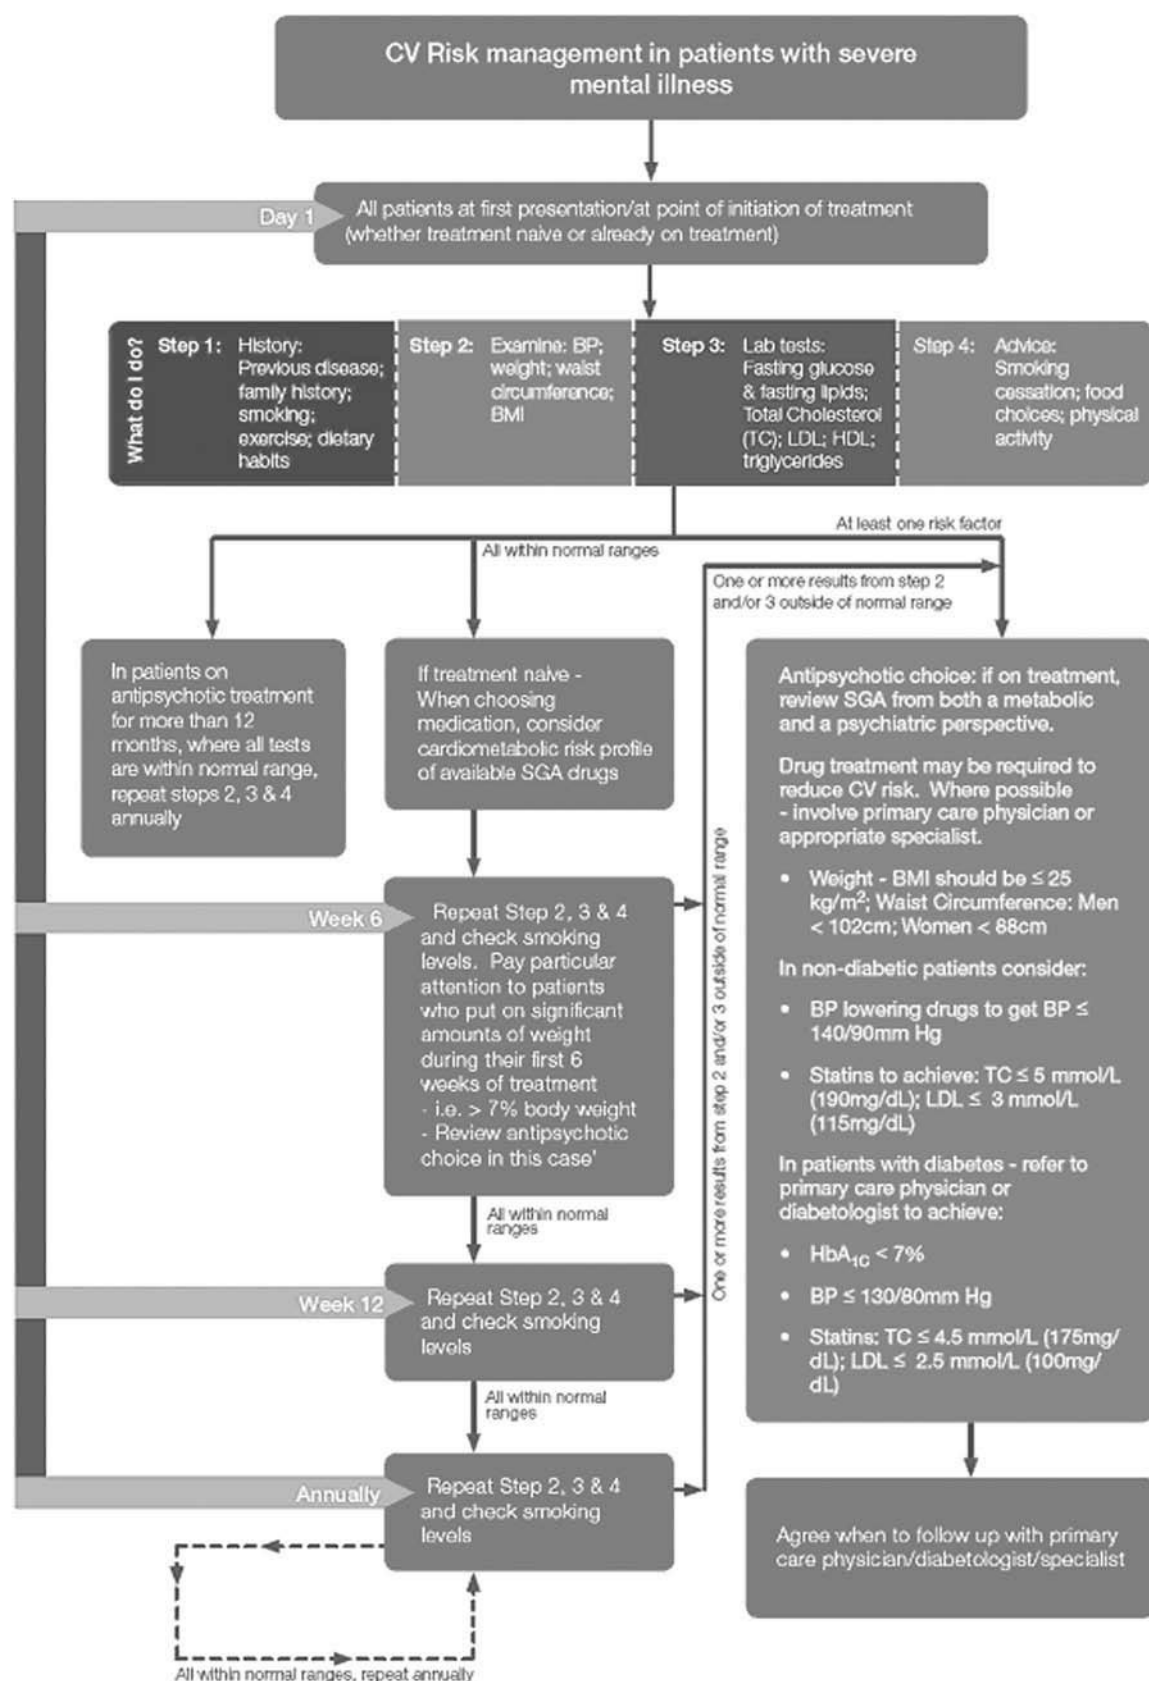 CV Risk management in patients with severe
mental illness
Day 1
All patients at first presentation/at point of initiation of treatment
(whether treatment naive or already on treatment)
What do I do?
Step 1:
History:
Previous disease;
family history;
smoking;
exercise; dietary
habits
Step 2:
Examine: BP;
weight; waist
circumference;
BMI
Step 3:
Lab tests:
Fasting glucose
& fasting lipids;
Total Cholesterol
(TC); LDL; HDL;
triglycerides
Step 4:
Advice:
Smoking
cessation; food
choices; physical
activity
At least one risk factor
All within normal ranges
One or more results from step 2
and/or 3 outside of normal range
In patients on
antipsychotic treatment
for more than 12
months, where all tests
are within normal range,
repeat steps 2, 3 & 4
annually
If treatment naive -
When choosing
medication, consider
cardiometabolic risk profile
of available SGA drugs
Week 6
Repeat Step 2, 3 & 4
and check smoking
levels. Pay particular
attention to patients
who put on significant
amounts of weight
during their first 6
weeks of treatment
- i.e. > 7% body weight
- Review antipsychotic
choice in this case'
All within normal
ranges
Week 12
Repeat Step 2, 3 & 4
and check smoking
levels
All within normal
ranges
Annually
Repeat Step 2, 3 & 4
and check smoking
levels
All within normal ranges, repeat annually
One or more results from step 2 and/or 3 outside of normal range
Antipsychotic choice: if on treatment,
review SGA from both a metabolic
and a psychiatric perspective.
Drug treatment may be required to
reduce CV risk. Where possible
- involve primary care physician or
appropriate specialist.
• Weight - BMI should be ≤ 25
kg/m²; Waist Circumference: Men
< 102cm; Women < 88cm
In non-diabetic patients consider:
• BP lowering drugs to get BP ≤
140/90mm Hg
• Statins to achieve: TC ≤ 5 mmol/L
(190mg/dL); LDL ≤ 3 mmol/L
(115mg/dL)
In patients with diabetes - refer to
primary care physician or
diabetologist to achieve:
• HbA1C < 7%
• BP ≤ 130/80mm Hg
• Statins: TC ≤ 4.5 mmol/L (175mg/
dL); LDL ≤ 2.5 mmol/L (100mg/
dL)
Agree when to follow up with primary
care physician/diabetologist/specialist